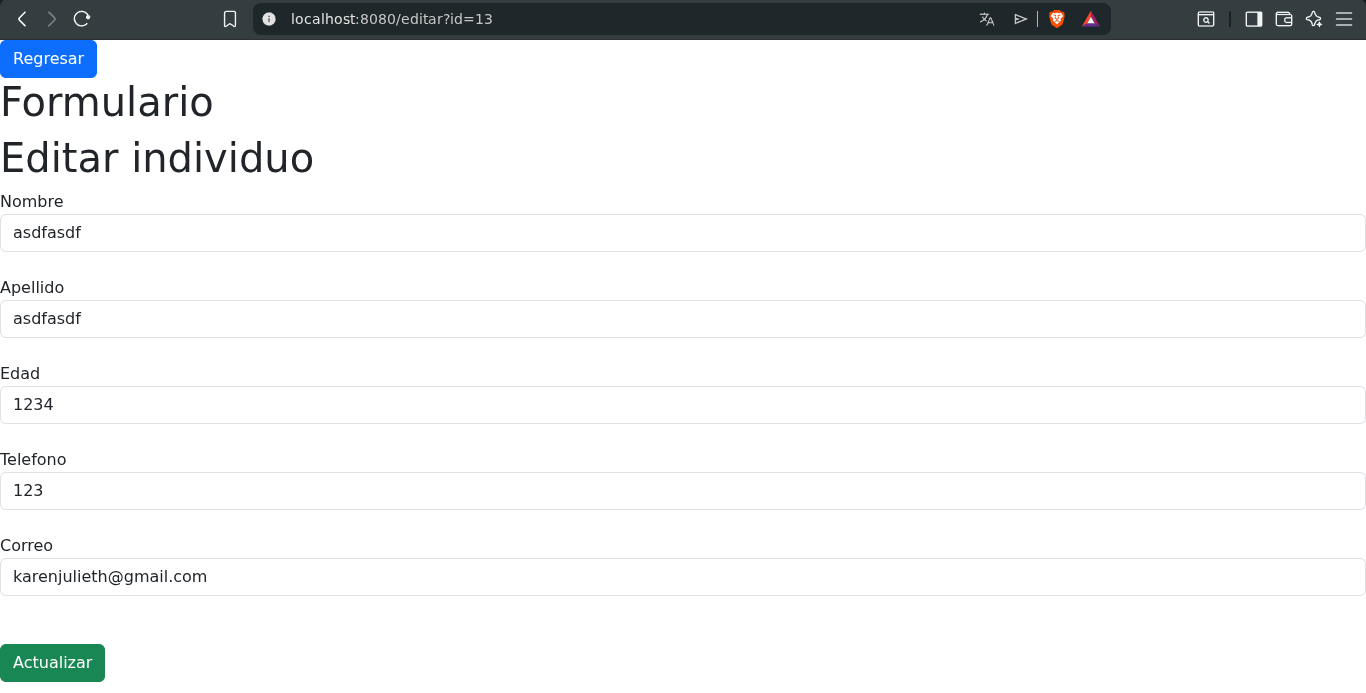 localhost:8080/editar?id=13
Regresar
Formulario
Editar individuo
Nombre
asdfasdf
Apellido
asdfasdf
Edad
1234
Telefono
123
Correo
karenjulieth@gmail.com
Actualizar